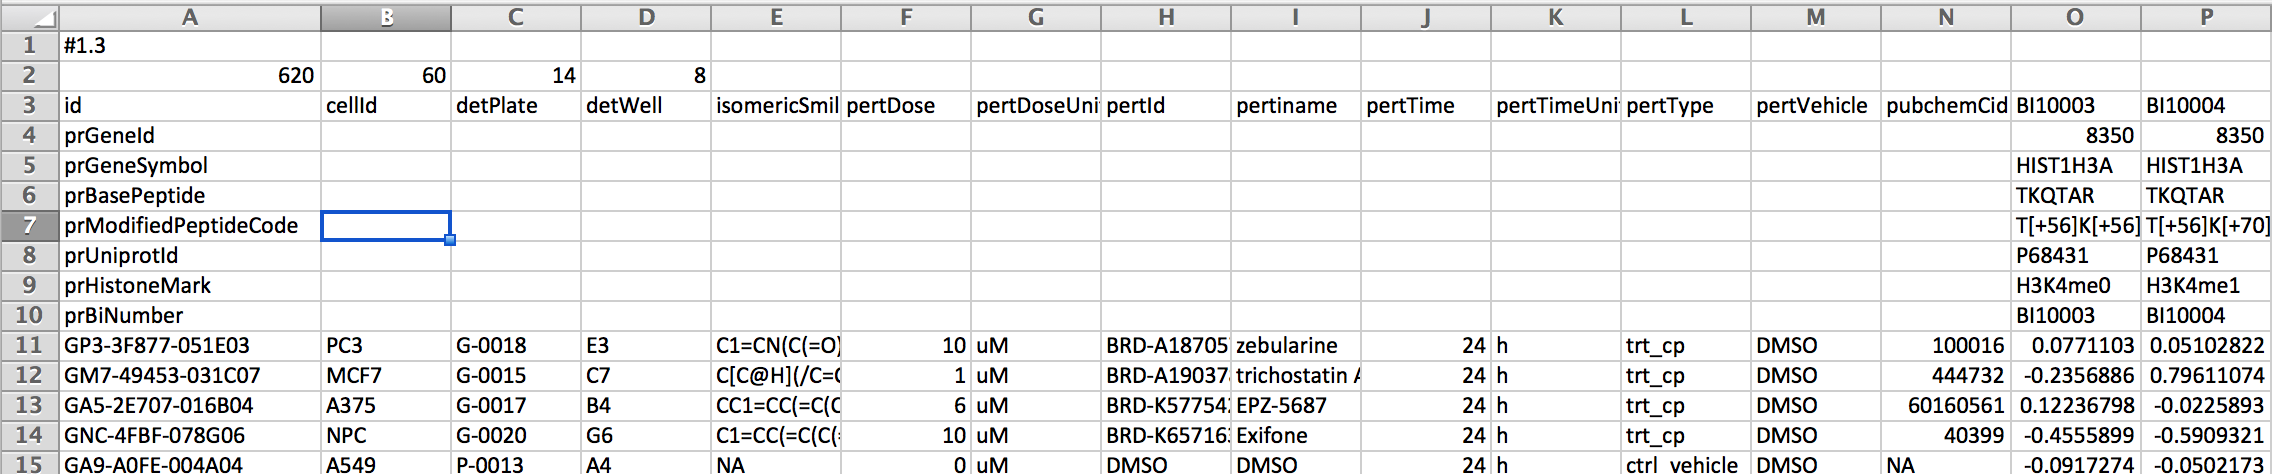 A B C D E F G H I J K L M N O P
1 #1.3
2 620 60 14 8
3 id cellId detPlate detWell isomericSmil pertDose pertDoseUni pertId pertiname pertTime pertTimeUni pertType pertVehicle pubchemCid BI10003 BI10004
4 prGeneId 8350 8350
5 prGeneSymbol HIST1H3A HIST1H3A
6 prBasePeptide TKQTAR TKQTAR
7 prModifiedPeptideCode T[+56]K[+56] T[+56]K[+70]
8 prUniprotId P68431 P68431
9 prHistoneMark H3K4me0 H3K4me1
10 prBiNumber BI10003 BI10004
11 GP3-3F877-051E03 PC3 G-0018 E3 C1=CN(C(=O) 10 uM BRD-A18705 zebularine 24 h trt_cp DMSO 100016 0.0771103 0.05102822
12 GM7-49453-031C07 MCF7 G-0015 C7 C[C@H](/C=C 1 uM BRD-A19037 trichostatin A 24 h trt_cp DMSO 444732 -0.2356886 0.79611074
13 GA5-2E707-016B04 A375 G-0017 B4 CC1=CC(=C(C 6 uM BRD-K57754 EPZ-5687 24 h trt_cp DMSO 60160561 0.12236798 -0.0225893
14 GNC-4FBF-078G06 NPC G-0020 G6 C1=CC(=C(C(= 10 uM BRD-K65716 Exifone 24 h trt_cp DMSO 40399 -0.4555899 -0.5909321
15 GA9-A0FE-004A04 A549 P-0013 A4 NA 0 uM DMSO DMSO 24 h ctrl_vehicle DMSO NA -0.0917274 -0.0502173